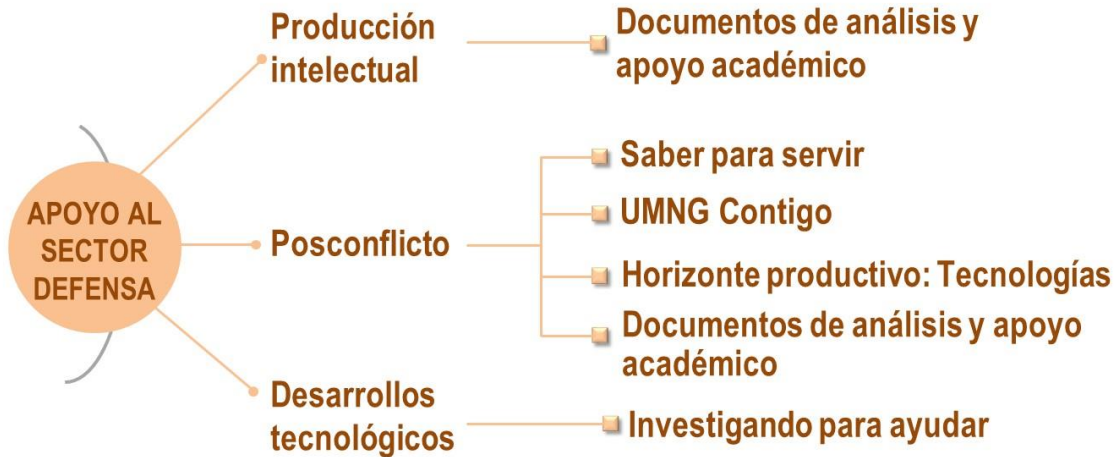 APOYO AL
SECTOR
DEFENSA
Producción
intelectual
Documentos de análisis y
apoyo académico
Posconflicto
Saber para servir
UMNG Contigo
Horizonte productivo: Tecnologías
Documentos de análisis y apoyo
académico
Desarrollos
tecnológicos
Investigando para ayudar